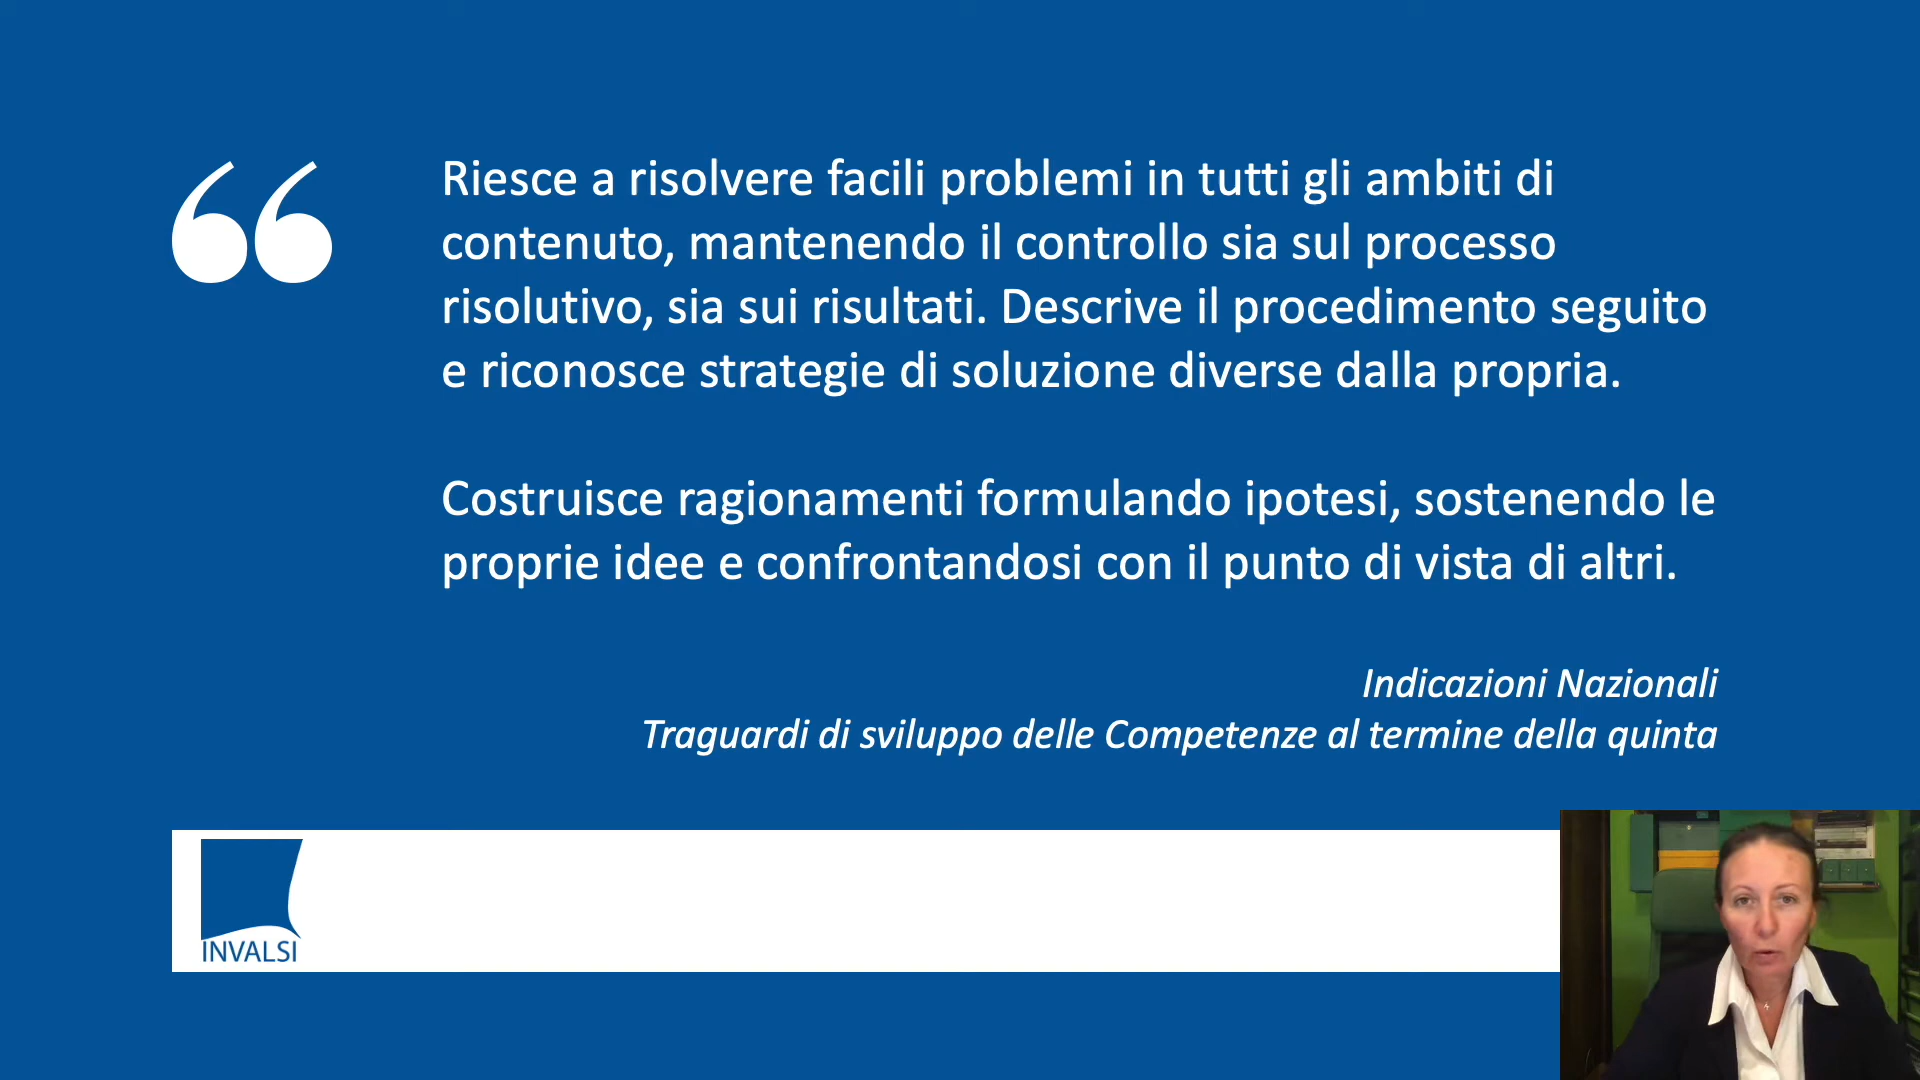 Riesce a risolvere facili problemi in tutti gli ambiti di
contenuto, mantenendo il controllo sia sul processo
risolutivo, sia sui risultati. Descrive il procedimento seguito
e riconosce strategie di soluzione diverse dalla propria.
Costruisce ragionamenti formulando ipotesi, sostenendo le
proprie idee e confrontandosi con il punto di vista di altri.
Indicazioni Nazionali
Traguardi di sviluppo delle Competenze al termine della quinta
INVALSI